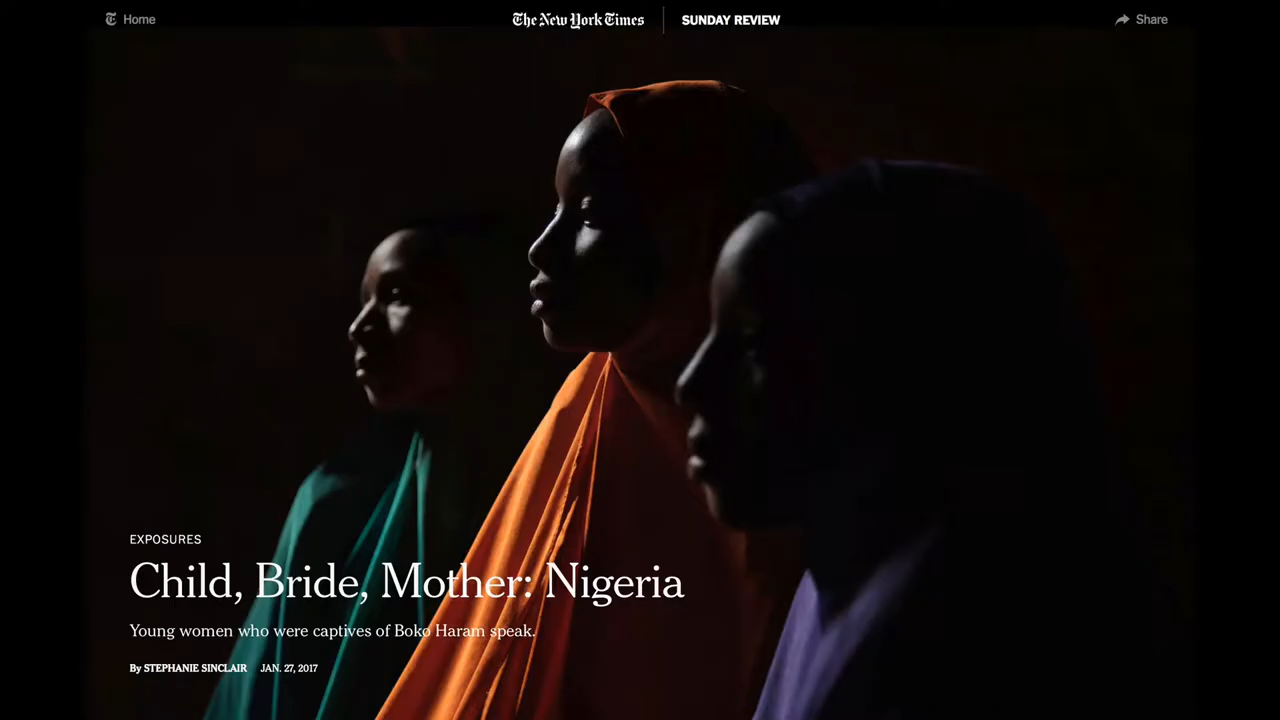 Home
The New York Times
SUNDAY REVIEW
Share
EXPOSURES
Child, Bride, Mother: Nigeria
Young women who were captives of Boko Haram speak.
By STEPHANIE SINCLAIR JAN. 27, 2017